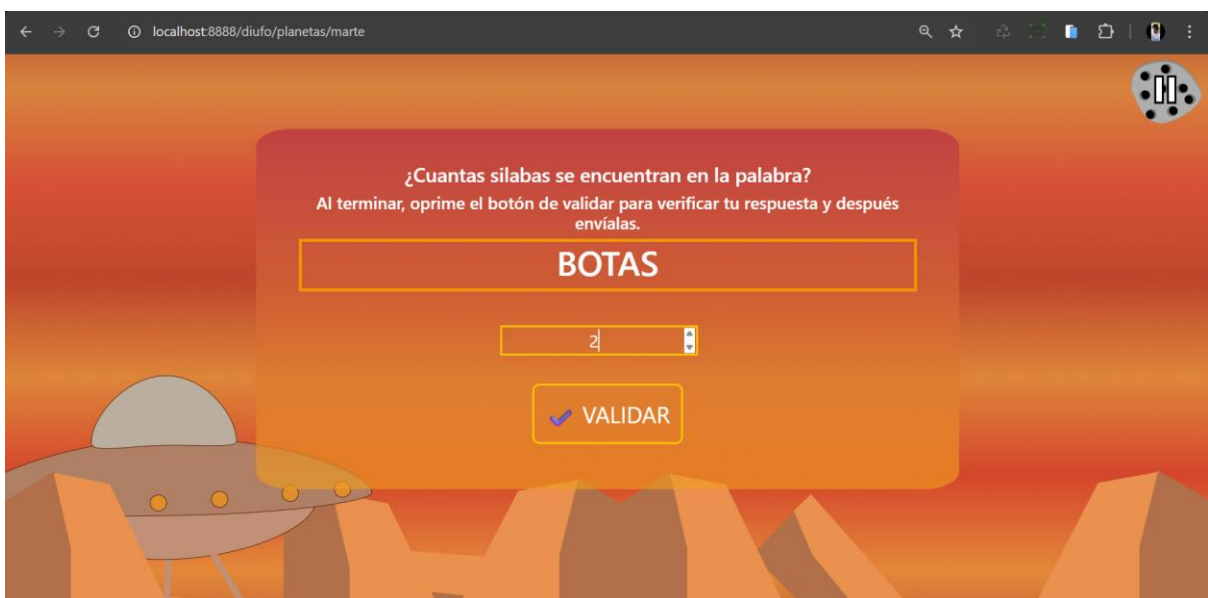 localhost:8888/diufo/planetas/marte
¿Cuantas silabas se encuentran en la palabra?
Al terminar, oprime el botón de validar para verificar tu respuesta y después
envíalas.
BOTAS
2
VALIDAR